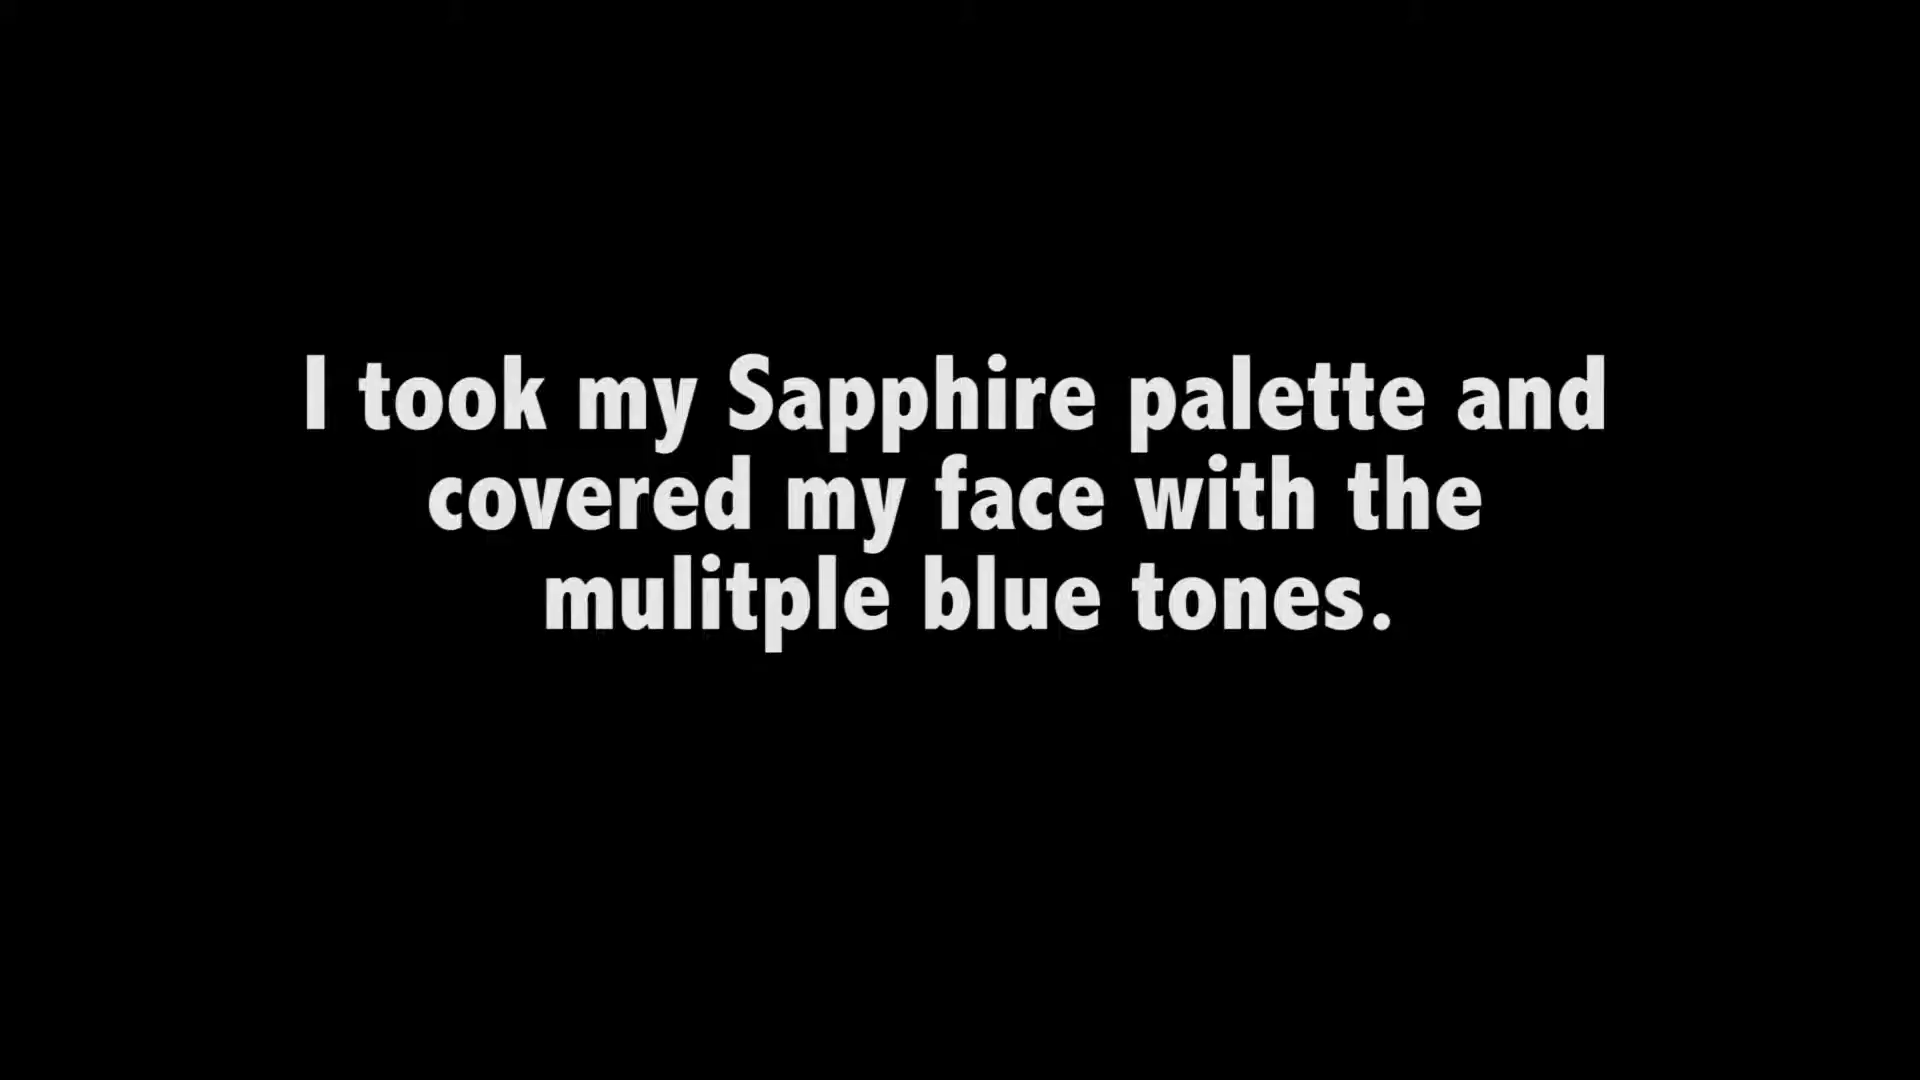 I took my Sapphire palette and
covered my face with the
mulitple blue tones.